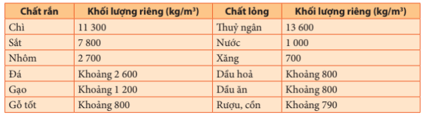 Chất rắn Khối lượng riêng (kg/m³) Chất lỏng Khối lượng riêng (kg/m³)
Chì 11 300 Thuỷ ngân 13 600
Sắt 7 800 Nước 1 000
Nhôm 2 700 Xăng 700
Đá Khoảng 2 600 Dầu hoả Khoảng 800
Gạo Khoảng 1 200 Dầu ăn Khoảng 800
Gỗ tốt Khoảng 800 Rượu, cồn Khoảng 790